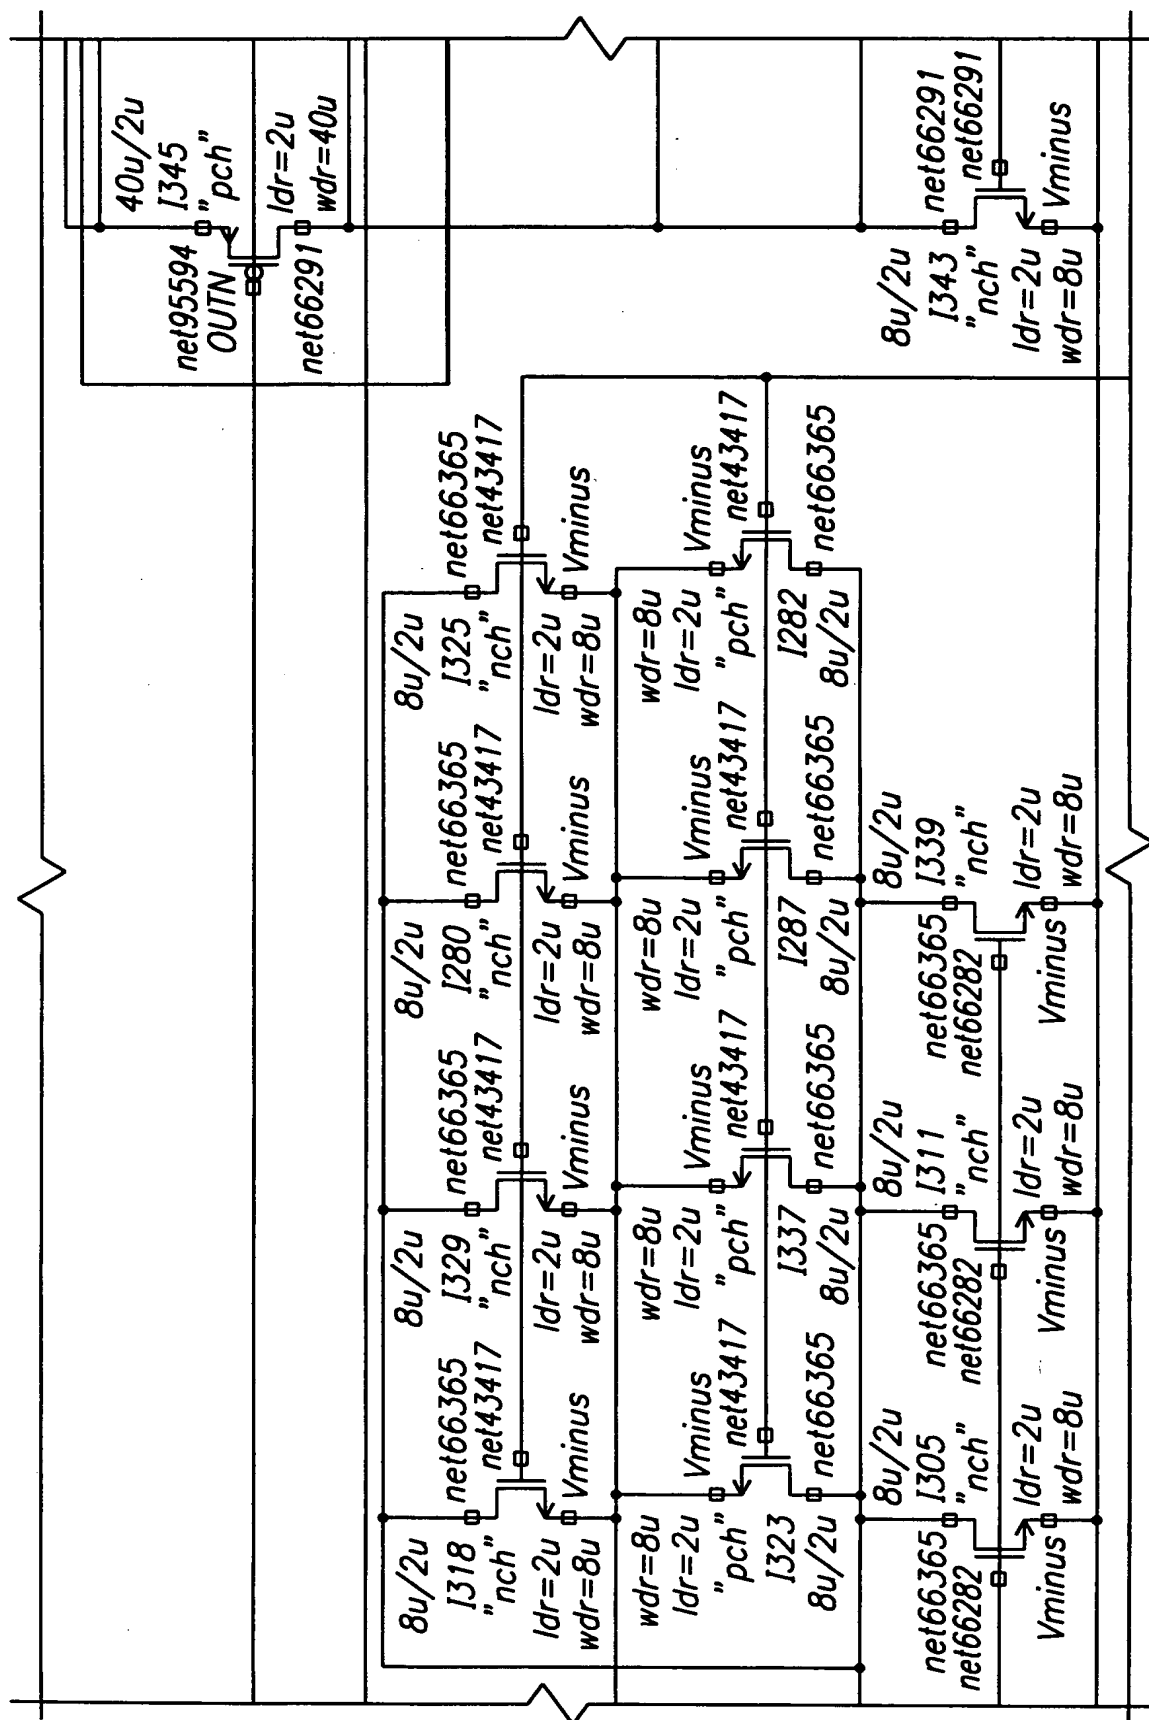 40u/2u
I345
"pch"
ldr=2u
wdr=40u
net95594
OUTN
net66291
net66291
net66291
8u/2u
I343
"nch"
Vminus
ldr=2u
wdr=8u
net66365
net43417
8u/2u
I325
"nch"
Vminus
ldr=2u
wdr=8u
net66365
net43417
8u/2u
I280
"nch"
Vminus
ldr=2u
wdr=8u
net66365
net43417
8u/2u
I329
"nch"
Vminus
ldr=2u
wdr=8u
net66365
net43417
8u/2u
I318
"nch"
Vminus
ldr=2u
wdr=8u
Vminus
net43417
wdr=8u
ldr=2u
"pch"
net66365
I282
8u/2u
Vminus
net43417
wdr=8u
ldr=2u
"pch"
net66365
I287
8u/2u
Vminus
net43417
wdr=8u
ldr=2u
"pch"
net66365
I337
8u/2u
Vminus
net43417
wdr=8u
ldr=2u
"pch"
net66365
I323
8u/2u
8u/2u
I339
"nch"
ldr=2u
wdr=8u
net66365
net66282
Vminus
8u/2u
I311
"nch"
ldr=2u
wdr=8u
net66365
net66282
Vminus
8u/2u
I305
"nch"
ldr=2u
wdr=8u
net66365
net66282
Vminus